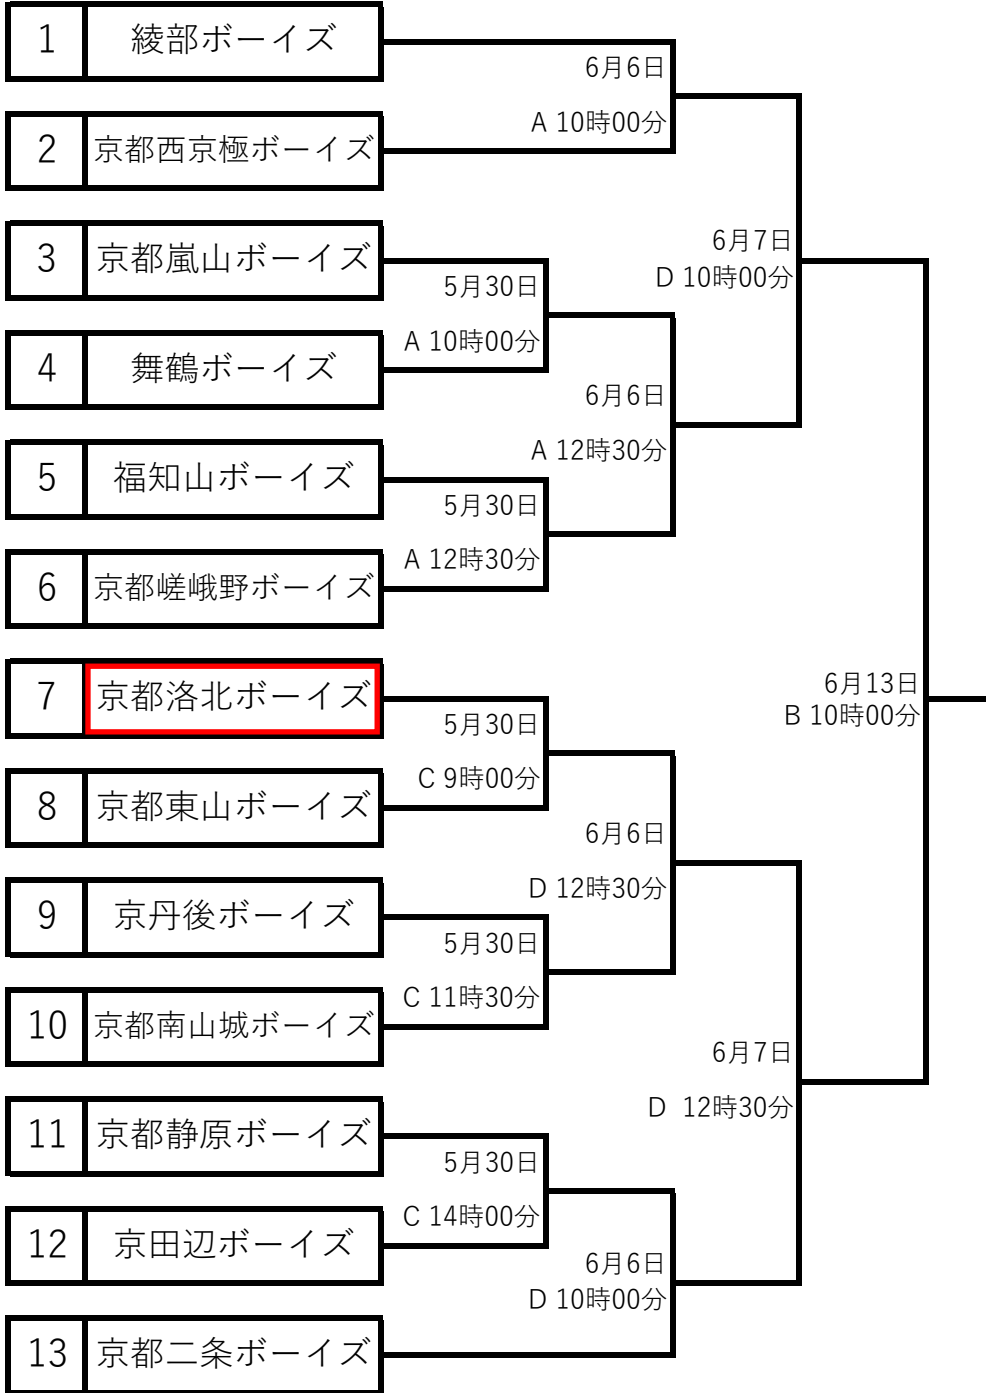 1 綾部ボーイズ
6月6日
A 10時00分
2 京都西京極ボーイズ
6月7日
D 10時00分
3 京都嵐山ボーイズ
5月30日
A 10時00分
4 舞鶴ボーイズ
6月6日
A 12時30分
5 福知山ボーイズ
5月30日
A 12時30分
6 京都嵯峨野ボーイズ
6月13日
B 10時00分
7 京都洛北ボーイズ
5月30日
C 9時00分
8 京都東山ボーイズ
6月6日
D 12時30分
9 京丹後ボーイズ
5月30日
C 11時30分
10 京都南山城ボーイズ
6月7日
D 12時30分
11 京都静原ボーイズ
5月30日
C 14時00分
12 京田辺ボーイズ
6月6日
D 10時00分
13 京都二条ボーイズ